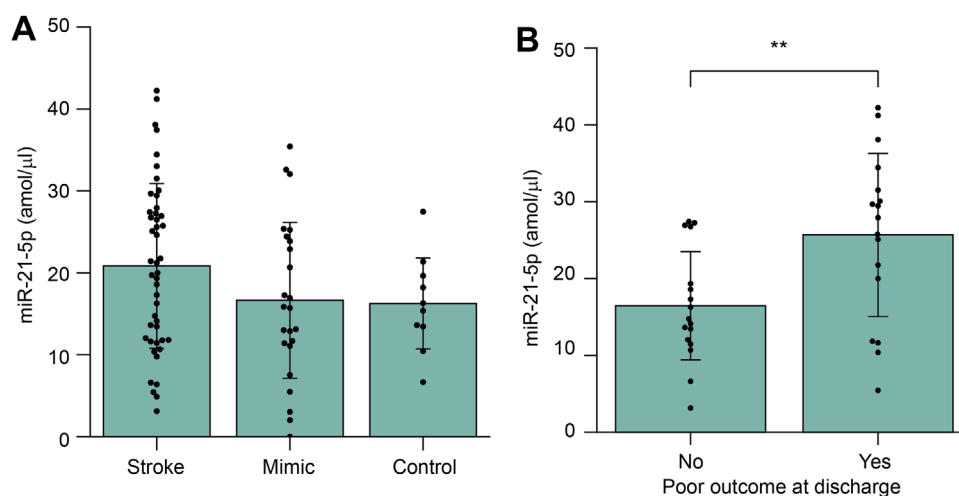 A
miR-21-5p (amol/μl)
50
40
30
20
10
0
Stroke Mimic Control
B
miR-21-5p (amol/μl)
50
40
30
20
10
0
**
No Yes
Poor outcome at discharge